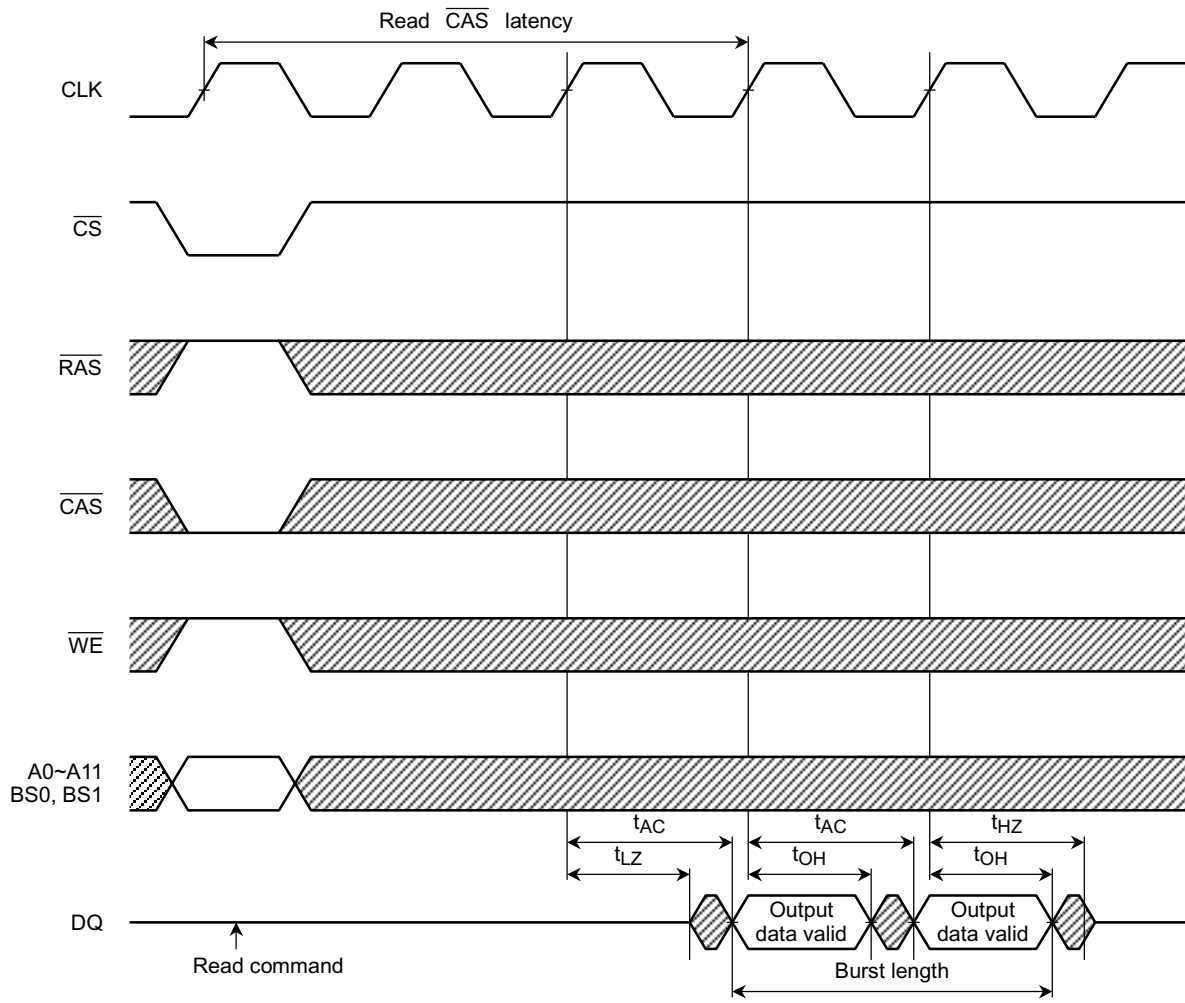 Read CAS latency
CLK
CS
RAS
CAS
WE
A0~A11
BS0, BS1
tAC
tAC
tHZ
tLZ
tOH
tOH
DQ
Output
data valid
Output
data valid
Read command
Burst length